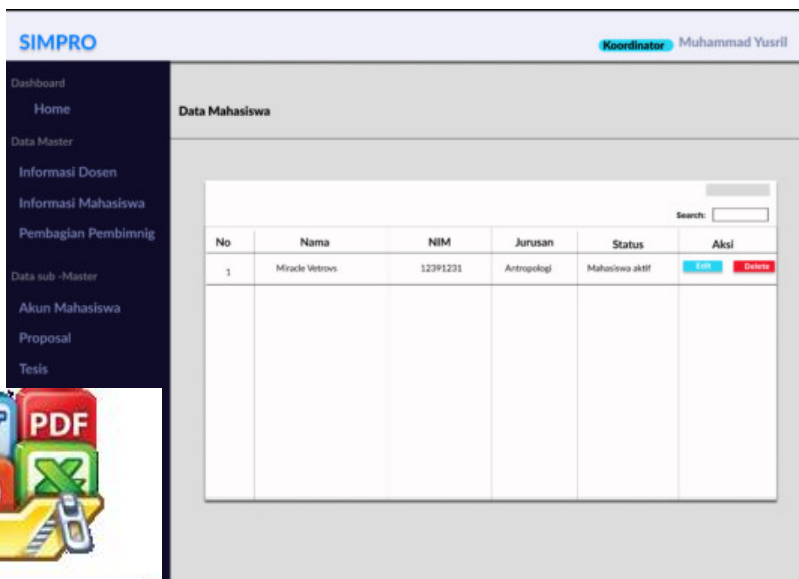 SIMPRO
Koordinator Muhammad Yusril
Dashboard
Home
Data Master
Informasi Dosen
Informasi Mahasiswa
Pembagian Pembimnig
Data sub -Master
Akun Mahasiswa
Proposal
Tesis
PDF
Data Mahasiswa
Search:
No Nama NIM Jurusan Status Aksi
1 Miracle Vetrovs 12391231 Antropologi Mahasiswa aktif Edit Delete